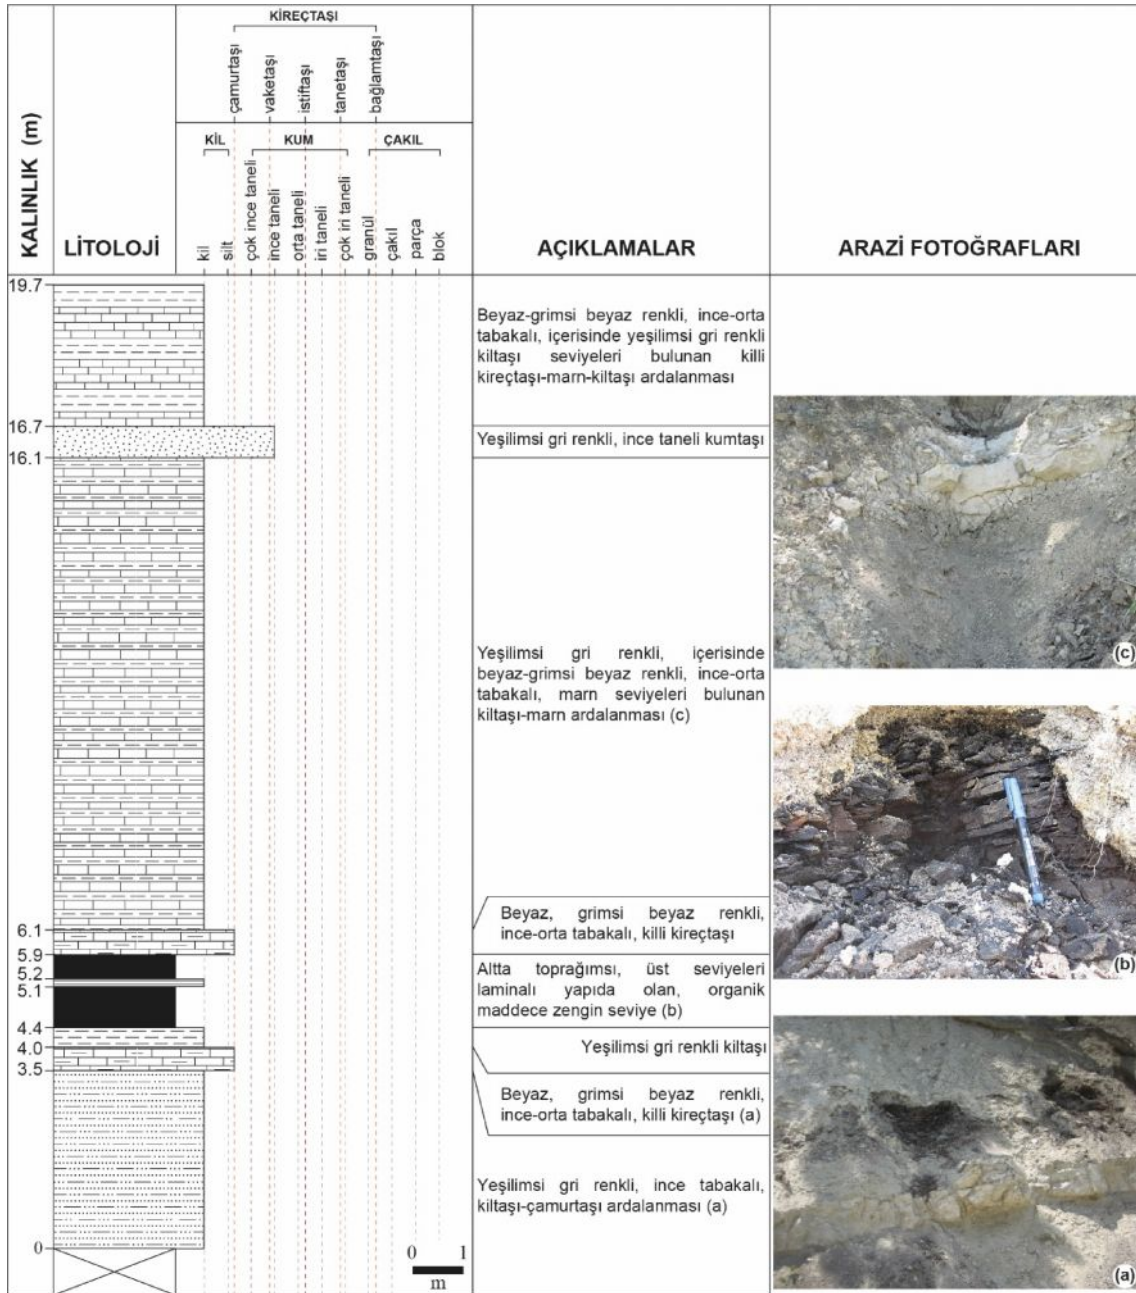 KALINLIK (m)
LİTOLOJİ
KİREÇTAŞI
çamurtaşı
vaketaşı
istiftaşı
tanetaşı
bağlamtaşı
KİL
KUM
ÇAKIL
kil
silt
çok ince taneli
ince taneli
orta taneli
iri taneli
çok iri taneli
granül
çakıl
parça
blok
AÇIKLAMALAR
ARAZİ FOTOĞRAFLARI
19.7
16.7
16.1
6.1
5.9
5.2
5.1
4.4
4.0
3.5
0
0 1
m
Beyaz-grimsi beyaz renkli, ince-orta
tabakalı, içerisinde yeşilimsi gri renkli
kiltaşı seviyeleri bulunan killi
kireçtaşı-marn-kiltaşı ardalanması
Yeşilimsi gri renkli, ince taneli kumtaşı
Yeşilimsi gri renkli, içerisinde
beyaz-grimsi beyaz renkli, ince-orta
tabakalı, marn seviyeleri bulunan
kiltaşı-marn ardalanması (c)
Beyaz, grimsi beyaz renkli,
ince-orta tabakalı, killi kireçtaşı
Altta toprağımsı, üst seviyeleri
laminalı yapıda olan, organik
maddece zengin seviye (b)
Yeşilimsi gri renkli kiltaşı
Beyaz, grimsi beyaz renkli,
ince-orta tabakalı, killi kireçtaşı (a)
Yeşilimsi gri renkli, ince tabakalı,
kiltaşı-çamurtaşı ardalanması (a)
(c)
(b)
(a)